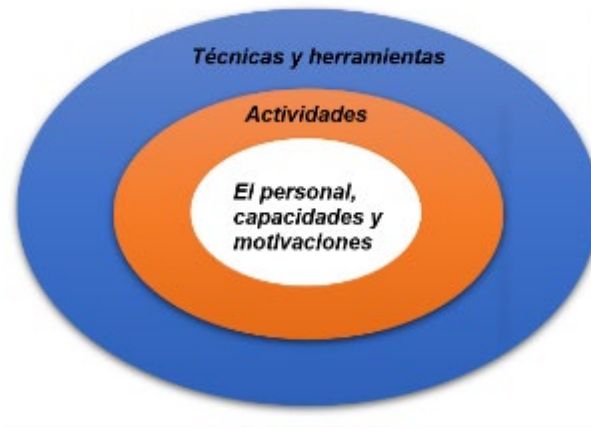 Técnicas y herramientas
Actividades
El personal,
capacidades y
motivaciones